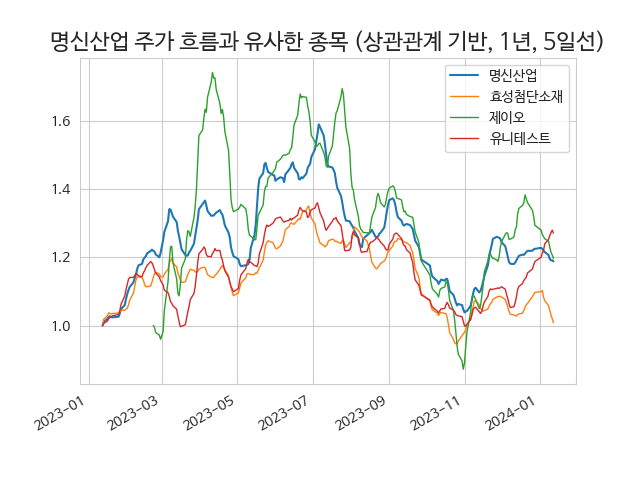 명신산업 주가 흐름과 유사한 종목 (상관관계 기반, 1년, 5일선)
명신산업
효성첨단소재
제이오
유니테스트
1.6
1.4
1.2
1.0
2023-01
2023-03
2023-05
2023-07
2023-09
2023-11
2024-01